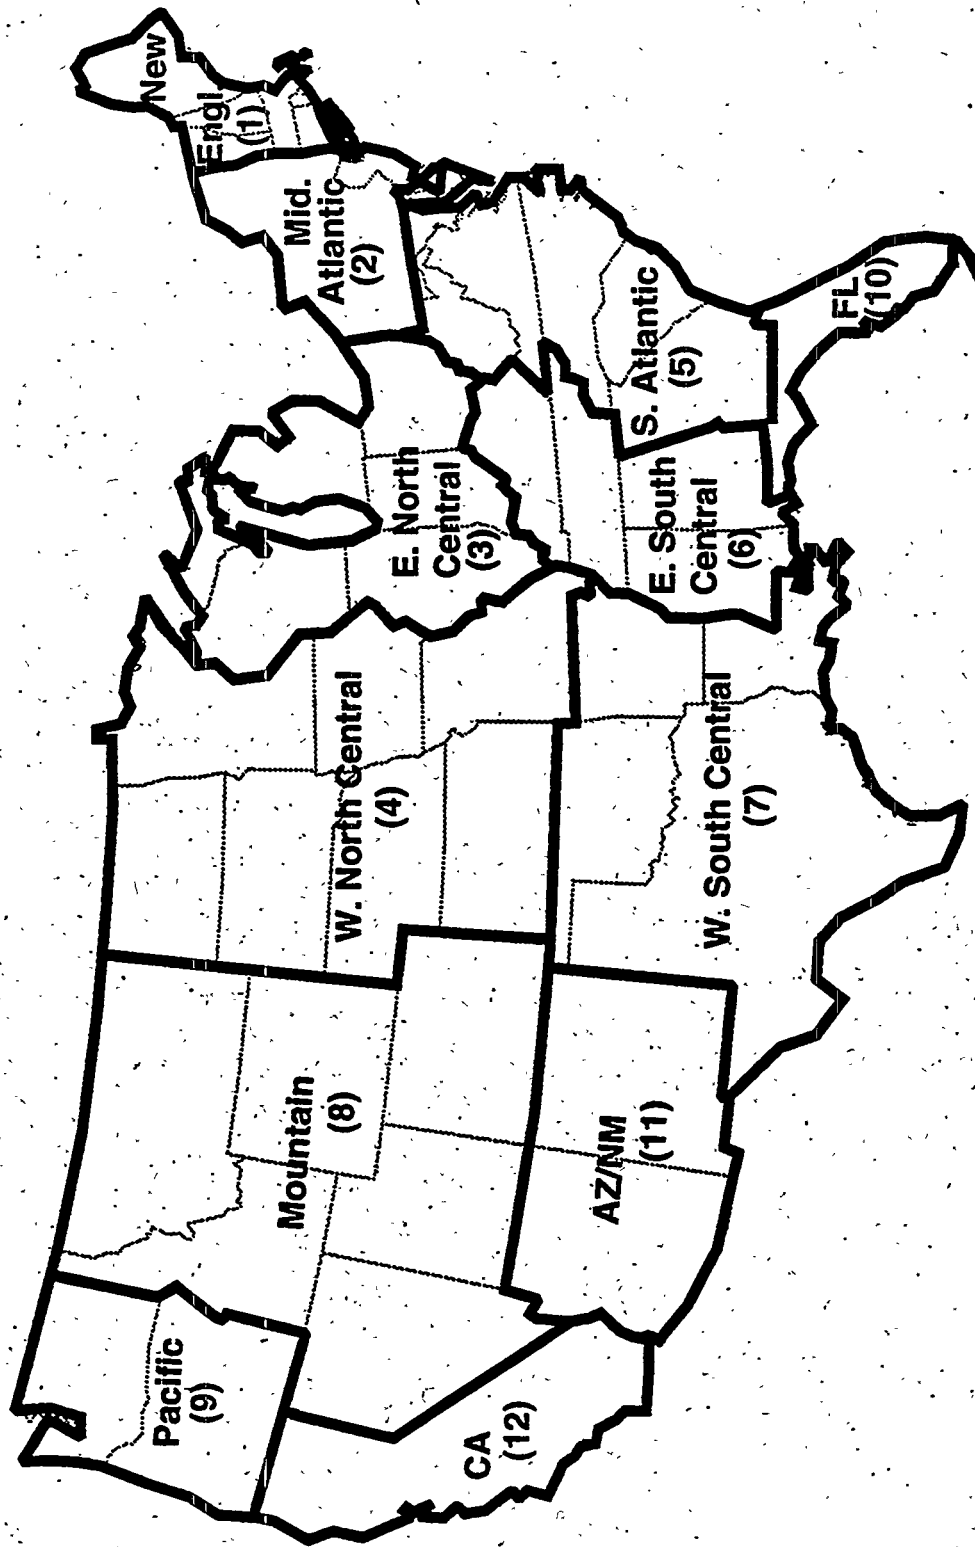 New
Engl.
(1)
Mid.
Atlantic
(2)
E. North
Central
(3)
W. North Central
(4)
S. Atlantic
(5)
E. South
Central
(6)
W. South Central
(7)
Mountain
(8)
Pacific
(9)
FL
(10)
AZ/NM
(11)
CA
(12)